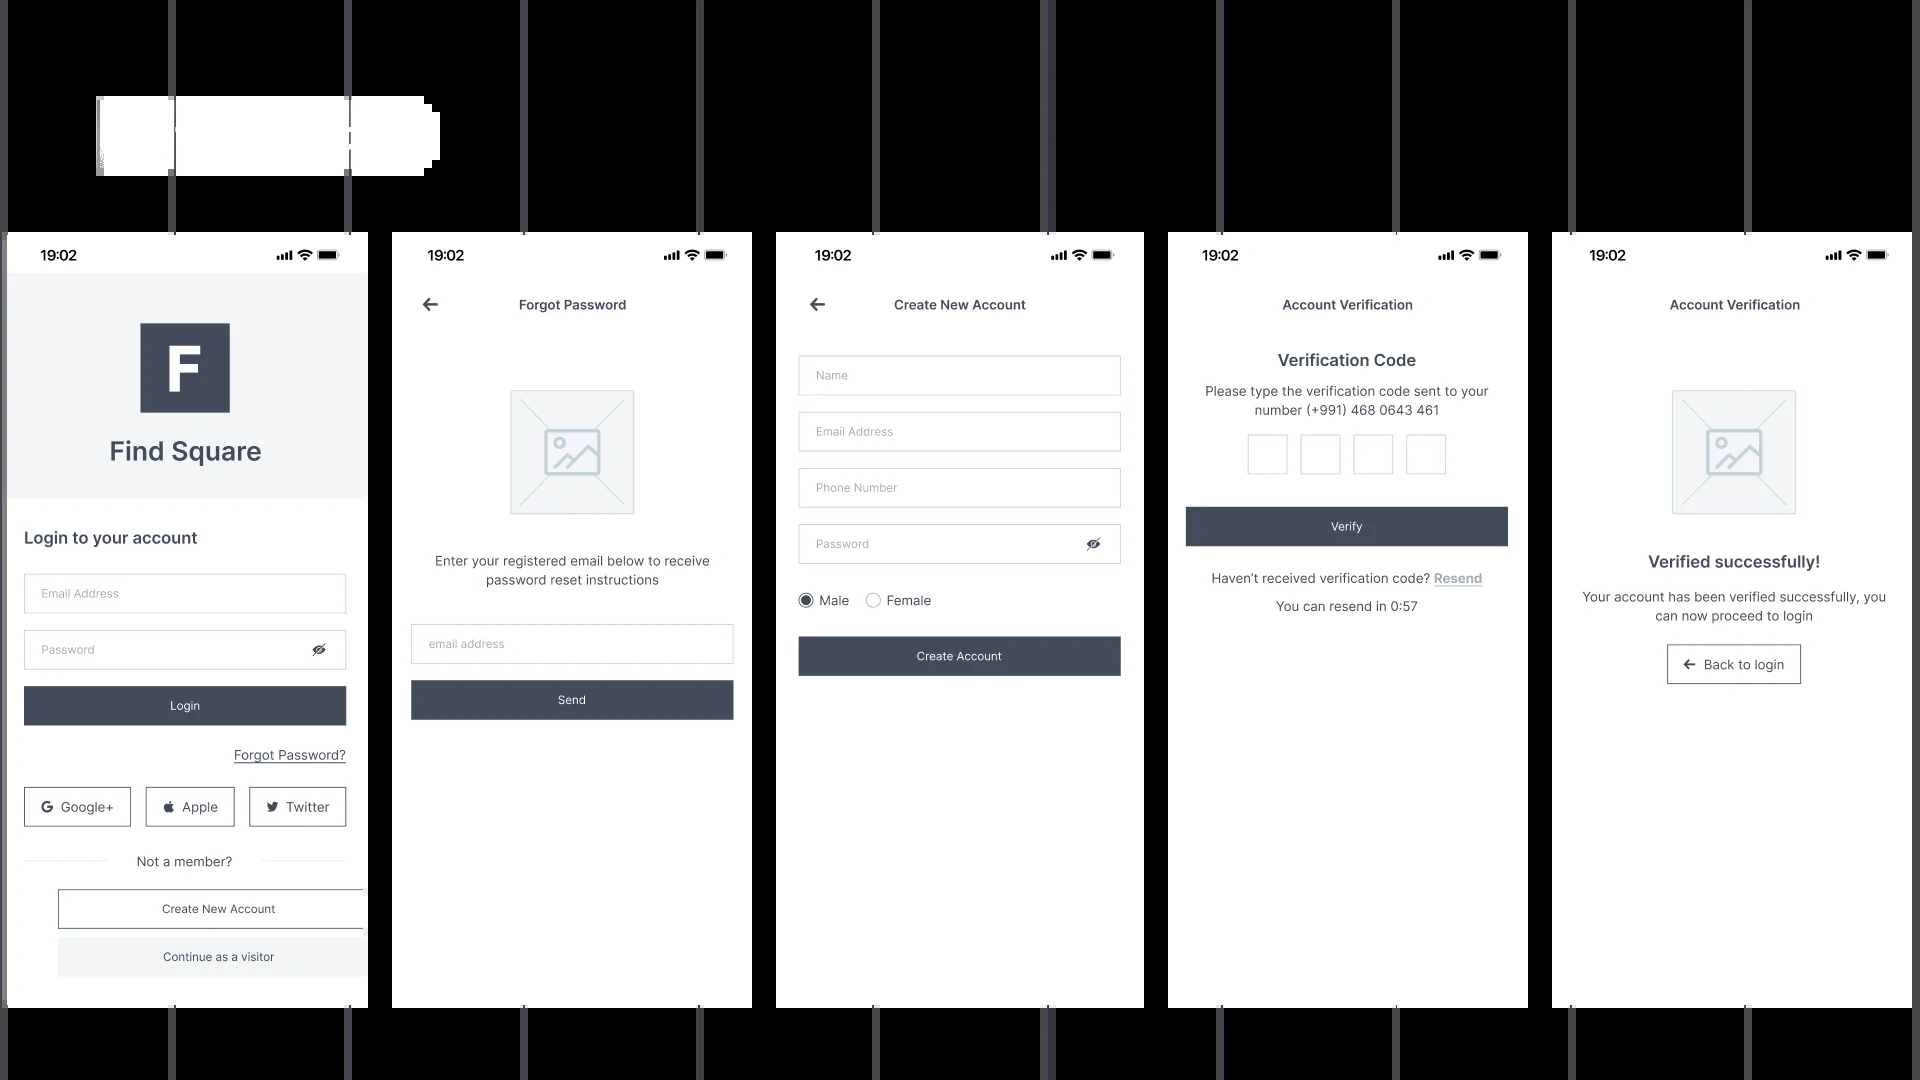 19:02
F
Find Square
Login to your account
Email Address
Password
Login
Forgot Password?
Google+
Apple
Twitter
Not a member?
Create New Account
Continue as a visitor
19:02
Forgot Password
Enter your registered email below to receive
password reset instructions
email address
Send
19:02
Create New Account
Name
Email Address
Phone Number
Password
Male
Female
Create Account
19:02
Account Verification
Verification Code
Please type the verification code sent to your
number (+991) 468 0643 461
Verify
Haven’t received verification code? Resend
You can resend in 0:57
19:02
Account Verification
Verified successfully!
Your account has been verified successfully, you
can now proceed to login
Back to login